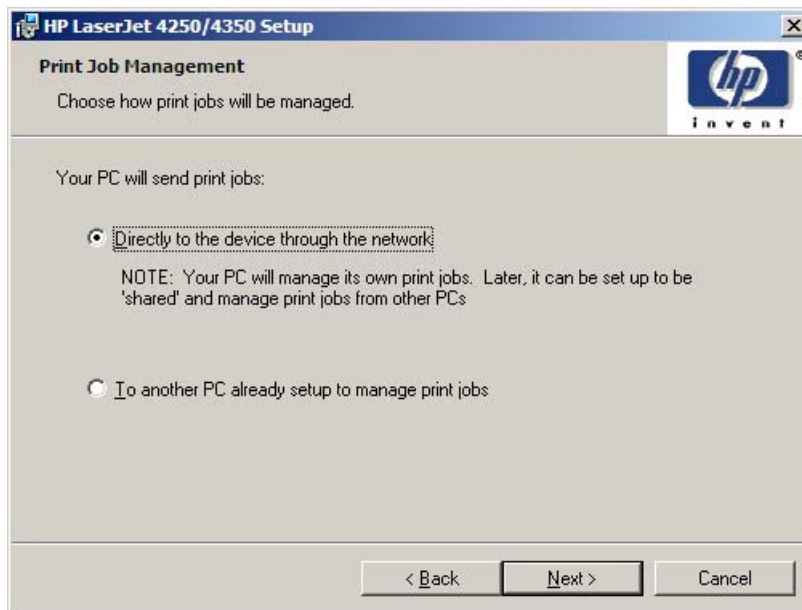 HP LaserJet 4250/4350 Setup
Print Job Management
Choose how print jobs will be managed.
hp
®
invent
Your PC will send print jobs:
Directly to the device through the network
NOTE: Your PC will manage its own print jobs. Later, it can be set up to be
'shared' and manage print jobs from other PCs
To another PC already setup to manage print jobs
< Back
Next >
Cancel